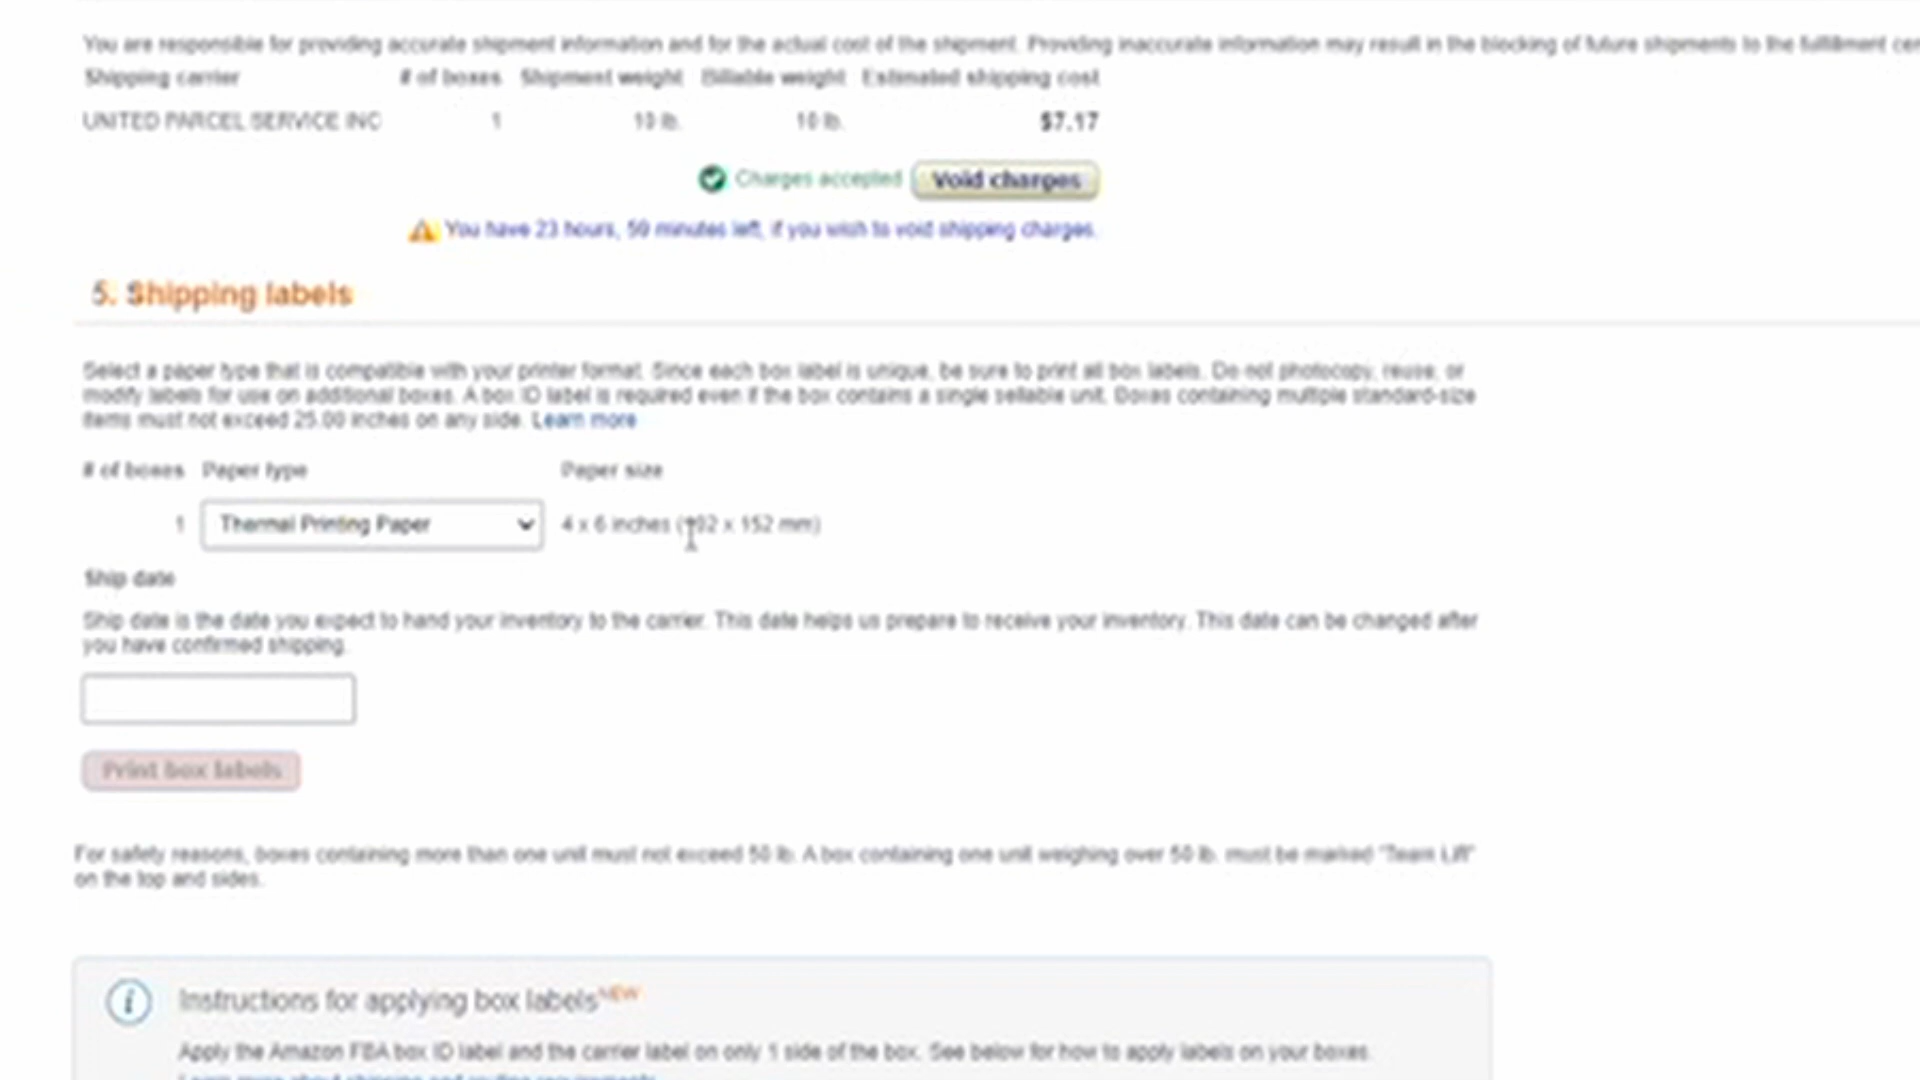 You are responsible for providing accurate shipment information and for the actual cost of the shipment. Providing inaccurate information may result in the blocking of future shipments to the fulfillment cen
Shipping carrier # of boxes Shipment weight Billable weight Estimated shipping cost
UNITED PARCEL SERVICE INC 1 10 lb. 10 lb. $7.17
Charges accepted Void charges
You have 23 hours, 59 minutes left, if you wish to void shipping charges.
5. Shipping labels
Select a paper type that is compatible with your printer format. Since each box label is unique, be sure to print all box labels. Do not photocopy, reuse, or
modify labels for use on additional boxes. A box ID label is required even if the box contains a single sellable unit. Boxes containing multiple standard-size
items must not exceed 25.00 inches on any side. Learn more
# of boxes Paper type Paper size
1 Thermal Printing Paper 4 x 6 inches (102 x 152 mm)
Ship date
Ship date is the date you expect to hand your inventory to the carrier. This date helps us prepare to receive your inventory. This date can be changed after
you have confirmed shipping.
Print box labels
For safety reasons, boxes containing more than one unit must not exceed 50 lb. A box containing one unit weighing over 50 lb. must be marked "Team Lift"
on the top and sides.
Instructions for applying box labels NEW
Apply the Amazon FBA box ID label and the carrier label on only 1 side of the box. See below for how to apply labels on your boxes.
Learn more about shipping and routing requirements